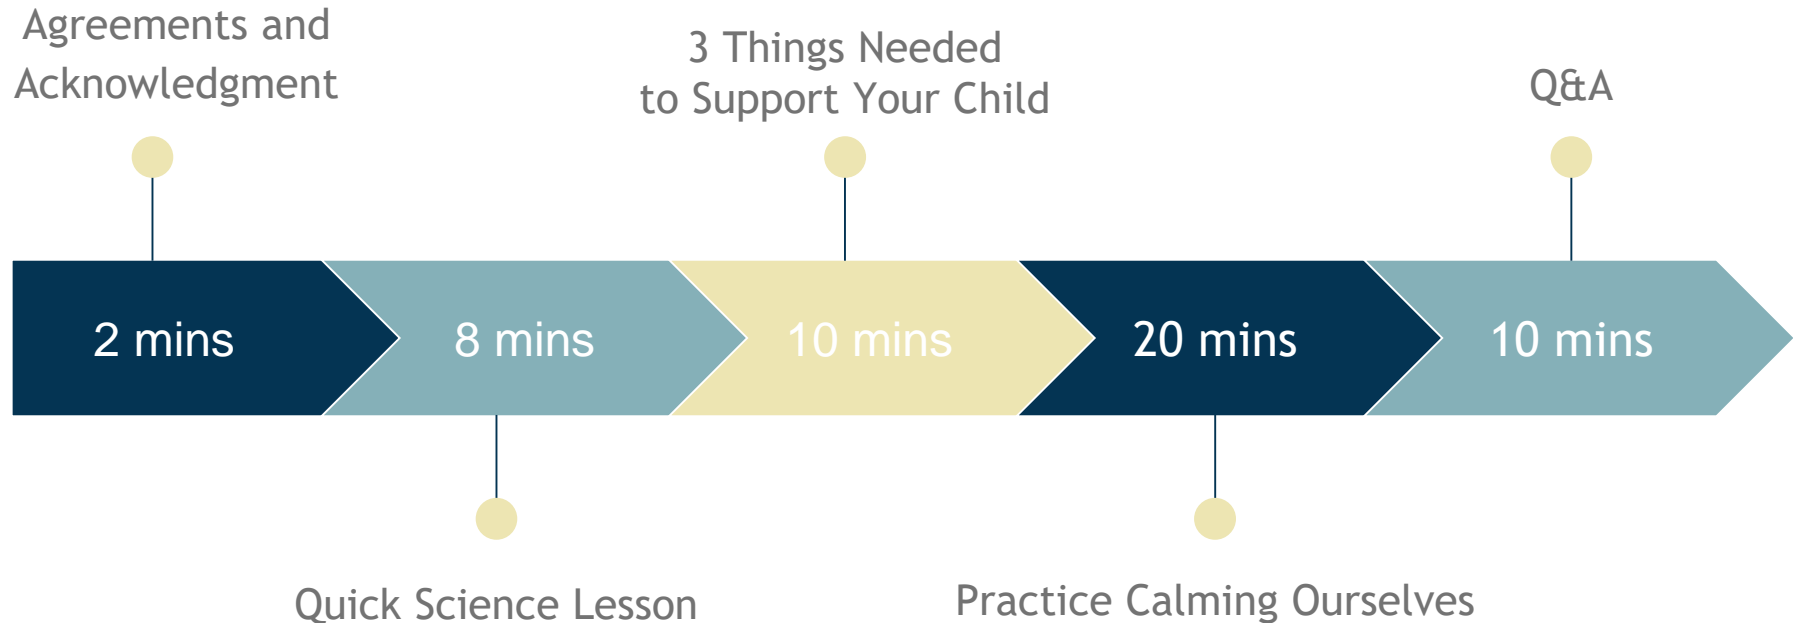 Agreements and
Acknowledgment
3 Things Needed
to Support Your Child
Q&A
2 mins
8 mins
10 mins
20 mins
10 mins
Quick Science Lesson
Practice Calming Ourselves